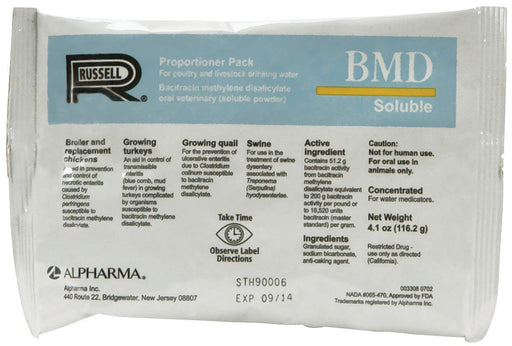 RUSSELL
R
Proportioner Pack
For poultry and livestock drinking water
Bacitracin methylene disalicylate
oral veterinary (soluble powder)
BMD
Soluble
Broiler and
replacement
chickens
Used in prevention
and control of
necrotic enteritis
caused by
Clostridium
perfringens
susceptible to
bacitracin methylene
disalicylate.
Growing
turkeys
An aid in control of
transmissible
enteritis
(blue comb, mud
fever) in growing
turkeys complicated
by organisms
susceptible to
bacitracin methylene
disalicylate.
Growing quail
For the prevention of
ulcerative enteritis
due to Clostridium
colinum susceptible
to bacitracin
methylene
disalicylate.
Swine
For use in the
treatment of swine
dysentery
associated with
Treponema
(Serpulina)
hyodysenteriae.
Active
ingredient
Contains 51.2 g
bacitracin activity
from bacitracin
methylene
disalicylate equivalent
to 200 g bacitracin
activity per pound or
to 18,520 units
bacitracin (master
standard) per gram.
Ingredients
Granulated sugar,
sodium bicarbonate,
anti-caking agent.
Caution:
Not for human use.
For oral use in
animals only.
Concentrated
For water medicators.
Net Weight
4.1 oz (116.2 g)
Restricted Drug -
use only as directed
(California).
Take Time
Observe Label
Directions
ALPHARMA®
Alpharma Inc.
440 Route 22, Bridgewater, New Jersey 08807
STH90006
EXP 09/14
003308 0702
NADA #065-470, Approved by FDA
Trademarks registered by Alpharma Inc.